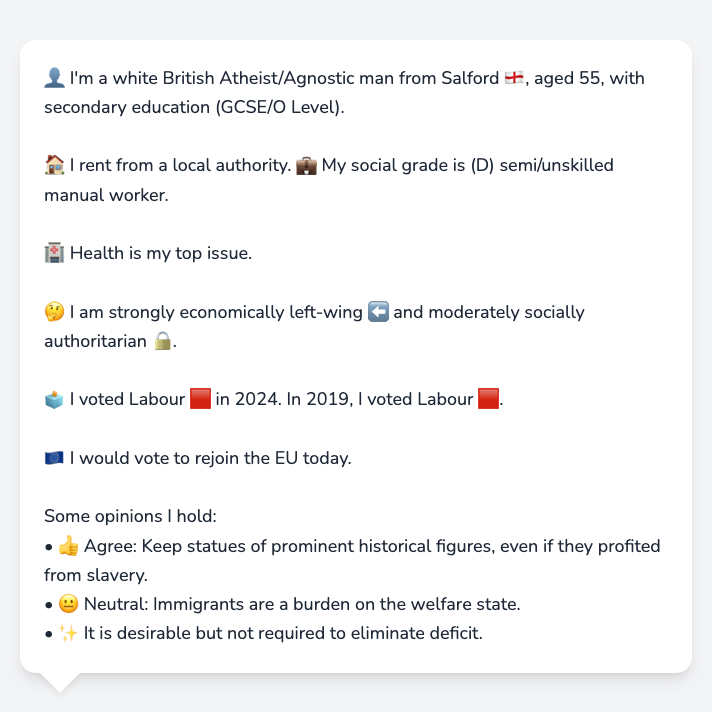 👤 I'm a white British Atheist/Agnostic man from Salford 🏴󠁧󠁢󠁥󠁮󠁧󠁿, aged 55, with
secondary education (GCSE/O Level).
🏠 I rent from a local authority. 💼 My social grade is (D) semi/unskilled
manual worker.
🏥 Health is my top issue.
🤔 I am strongly economically left-wing ⬅️ and moderately socially
authoritarian 🔒.
🗳️ I voted Labour 🟥 in 2024. In 2019, I voted Labour 🟥.
🇪🇺 I would vote to rejoin the EU today.
Some opinions I hold:
• 👍 Agree: Keep statues of prominent historical figures, even if they profited
from slavery.
• 😐 Neutral: Immigrants are a burden on the welfare state.
• ✨ It is desirable but not required to eliminate deficit.